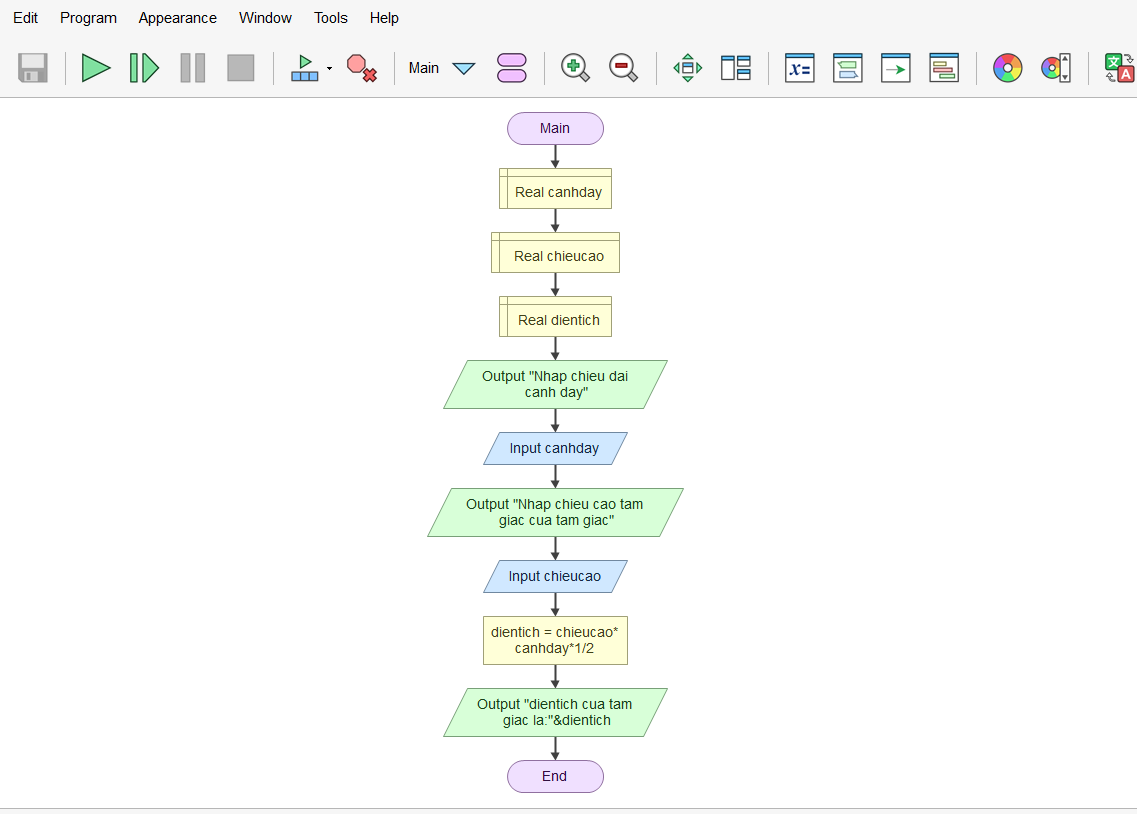 Edit Program Appearance Window Tools Help
Main
x=
文
A
Main
Real canhday
Real chieucao
Real dientich
Output "Nhap chieu dai
canh day"
Input canhday
Output "Nhap chieu cao tam
giac cua tam giac"
Input chieucao
dientich = chieucao*
canhday*1/2
Output "dientich cua tam
giac la:"&dientich
End